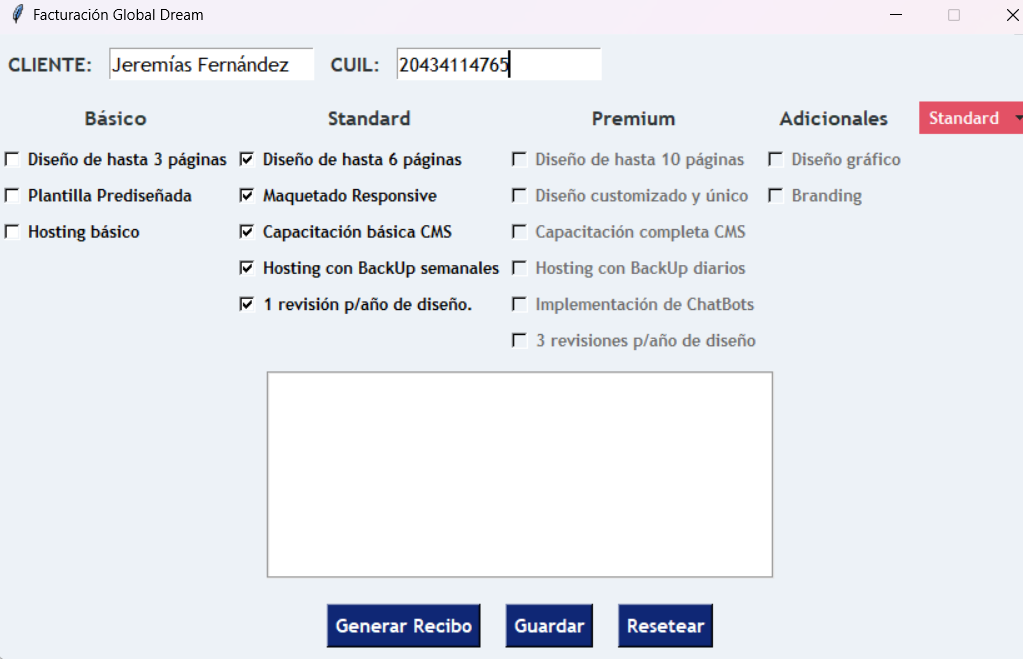 Facturación Global Dream
CLIENTE: Jeremías Fernández CUIL: 20434114765
Básico Standard Premium Adicionales Standard
Diseño de hasta 3 páginas Diseño de hasta 6 páginas Diseño de hasta 10 páginas Diseño gráfico
Plantilla Prediseñada Maquetado Responsive Diseño customizado y único Branding
Hosting básico Capacitación básica CMS Capacitación completa CMS
Hosting con BackUp semanales Hosting con BackUp diarios
1 revisión p/año de diseño. Implementación de ChatBots
3 revisiones p/año de diseño
Generar Recibo Guardar Resetear